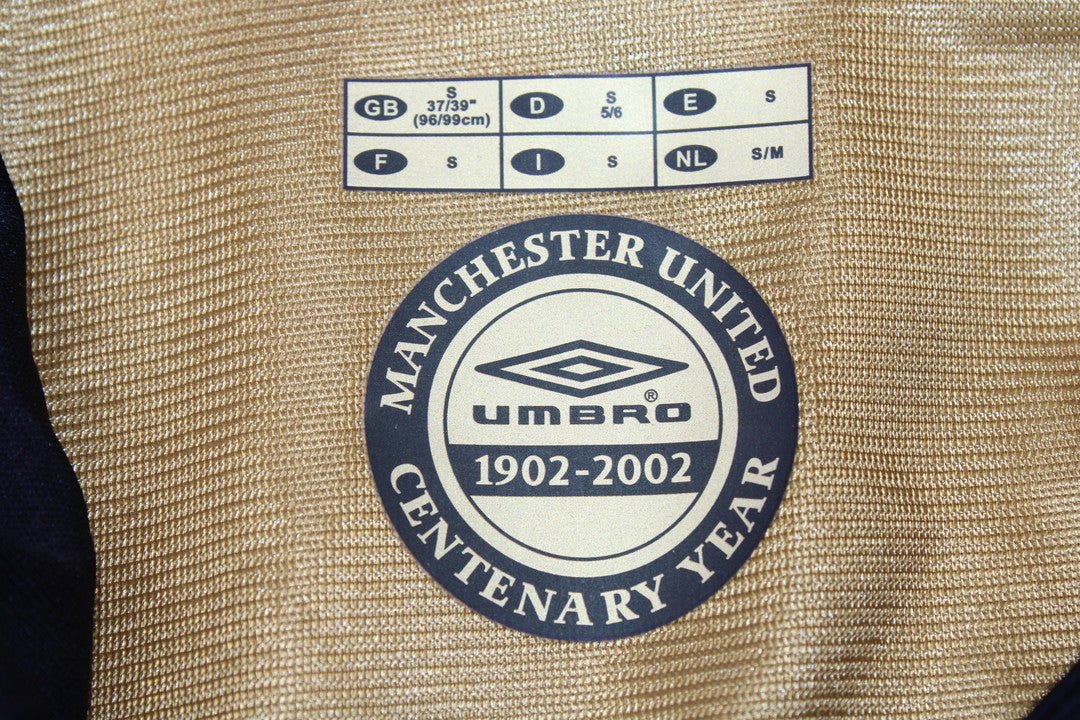 GB S 37/39" (96/99cm) D S 5/6 E S
F S I S NL S/M
MANCHESTER UNITED
UMBRO®
1902-2002
CENTENARY YEAR